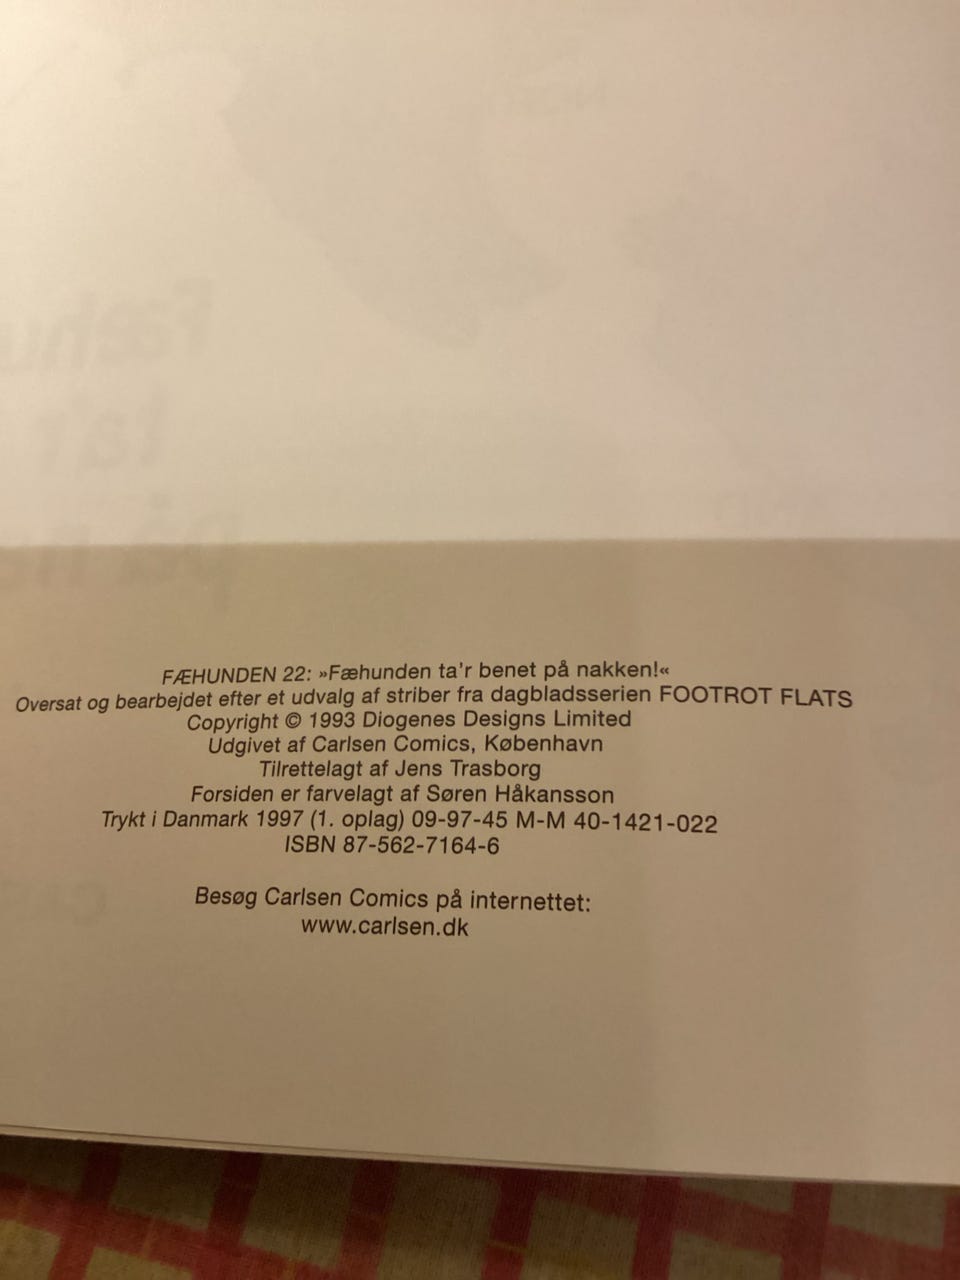 FÆHUNDEN 22: »Fæhunden ta'r benet på nakken!«
Oversat og bearbejdet efter et udvalg af striber fra dagbladsserien FOOTROT FLATS
Copyright © 1993 Diogenes Designs Limited
Udgivet af Carlsen Comics, København
Tilrettelagt af Jens Trasborg
Forsiden er farvelagt af Søren Håkansson
Trykt i Danmark 1997 (1. oplag) 09-97-45 M-M 40-1421-022
ISBN 87-562-7164-6
Besøg Carlsen Comics på internettet:
www.carlsen.dk